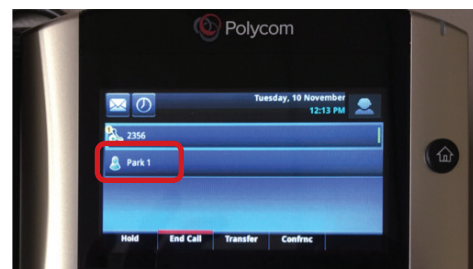 Polycom
Tuesday, 10 November
12:13 PM
2356
Park 1
Hold End Call Transfer Confrnc